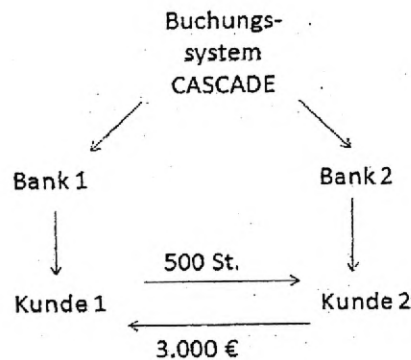 Buchungs-
system
CASCADE
Bank 1
Bank 2
500 St.
Kunde 1
Kunde 2
3.000 €